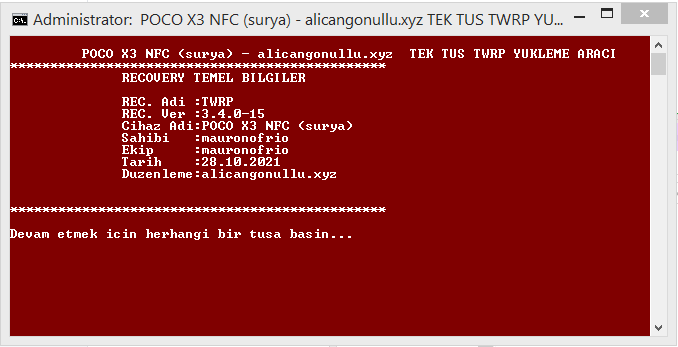 Administrator:  POCO X3 NFC (surya) - alicangonullu.xyz TEK TUS TWRP YU...
POCO X3 NFC (surya) - alicangonullu.xyz  TEK TUS TWRP YUKLEME ARACI
***********************************************
RECOVERY TEMEL BILGILER
REC. Adi :TWRP
REC. Ver :3.4.0-15
Cihaz Adi:POCO X3 NFC (surya)
Sahibi   :mauronofrio
Ekip     :mauronofrio
Tarih    :28.10.2021
Duzenleme:alicangonullu.xyz
***********************************************
Devam etmek icin herhangi bir tusa basin...